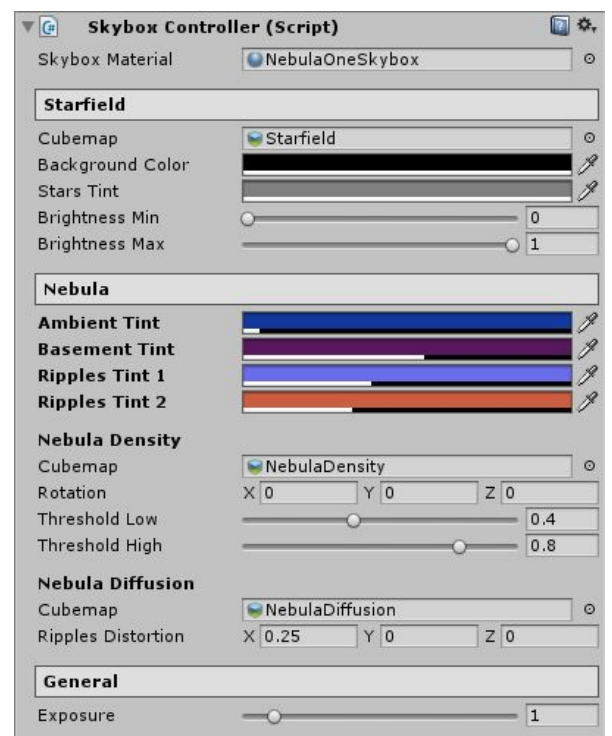 Skybox Controller (Script)
Skybox Material NebulaOneSkybox
Starfield
Cubemap Starfield
Background Color
Stars Tint
Brightness Min 0
Brightness Max 1
Nebula
Ambient Tint
Basement Tint
Ripples Tint 1
Ripples Tint 2
Nebula Density
Cubemap NebulaDensity
Rotation X 0 Y 0 Z 0
Threshold Low 0.4
Threshold High 0.8
Nebula Diffusion
Cubemap NebulaDiffusion
Ripples Distortion X 0.25 Y 0 Z 0
General
Exposure 1